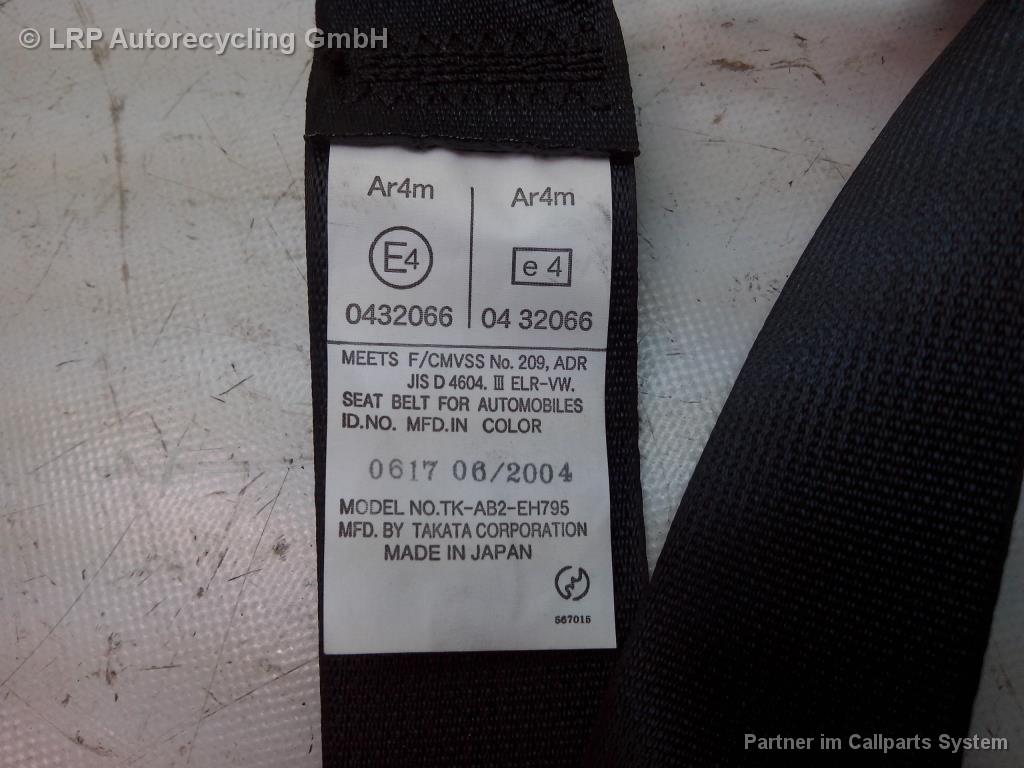 © LRP Autorecycling GmbH
Ar4m
E4
0432066
Ar4m
e 4
04 32066
MEETS F/CMVSS No. 209, ADR
JIS D 4604. III ELR-VW.
SEAT BELT FOR AUTOMOBILES
ID.NO. MFD.IN COLOR
0617 06/2004
MODEL NO.TK-AB2-EH795
MFD. BY TAKATA CORPORATION
MADE IN JAPAN
567015
Partner im Callparts System